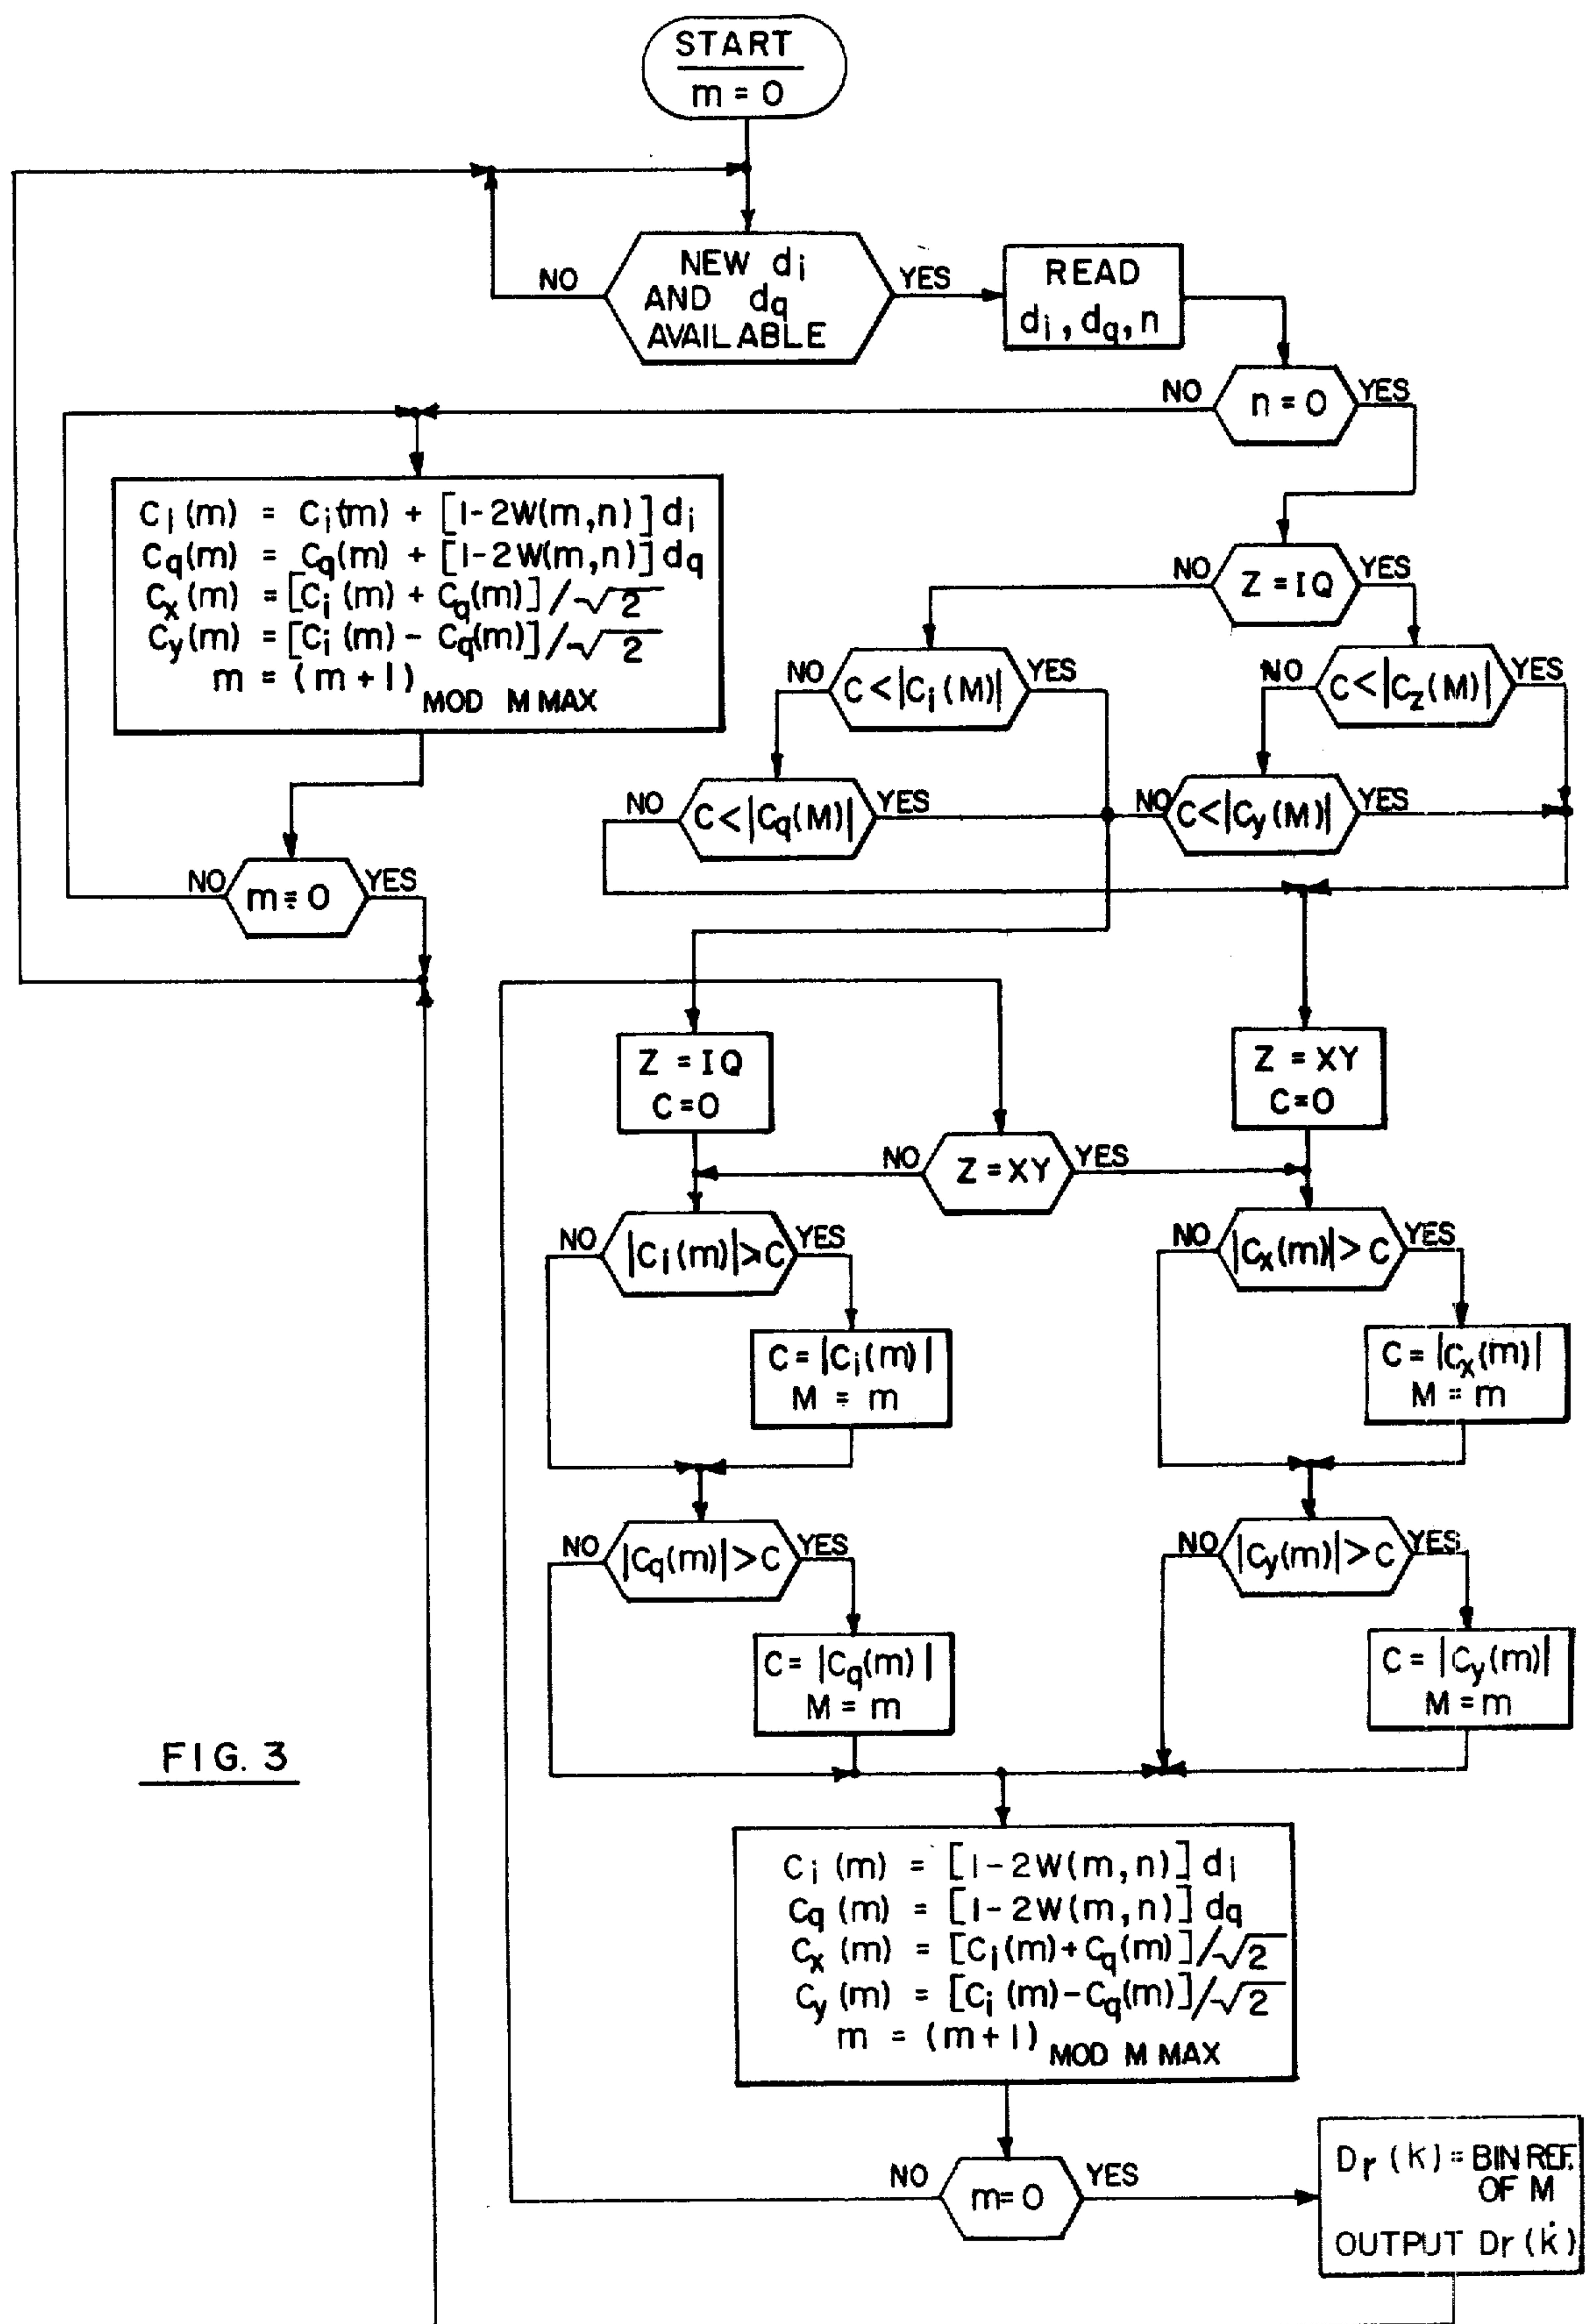 START
m = 0
NEW di
AND dq
AVAILABLE
NO
YES
READ
di, dq, n
n = 0
NO
YES
Ci(m) = Ci(m) + [1-2W(m,n)] di
Cq(m) = Cq(m) + [1-2W(m,n)] dq
Cx(m) = [Ci(m) + Cq(m)]/√2
Cy(m) = [Ci(m) - Cq(m)]/√2
m = (m+1) MOD M MAX
NO
m = 0
YES
NO
Z = IQ
YES
NO
C<|Ci(M)|
YES
NO
C<|Cz(M)|
YES
NO
C<|Cq(M)|
YES
NO
C<|Cy(M)|
YES
Z = IQ
C=0
Z = XY
C=0
NO
Z = XY
YES
NO
|Ci(m)|>C
YES
NO
|Cx(m)|>C
YES
C=|Ci(m)|
M = m
C=|Cx(m)|
M = m
NO
|Cq(m)|>C
YES
NO
|Cy(m)|>C
YES
C=|Cq(m)|
M = m
C=|Cy(m)|
M = m
FIG. 3
Ci(m) = [1-2W(m,n)] di
Cq(m) = [1-2W(m,n)] dq
Cx(m) = [Ci(m)+Cq(m)]/√2
Cy(m) = [Ci(m)-Cq(m)]/√2
m = (m+1) MOD M MAX
NO
m=0
YES
Dr(k) = BIN REF.
OF M
OUTPUT Dr(k)